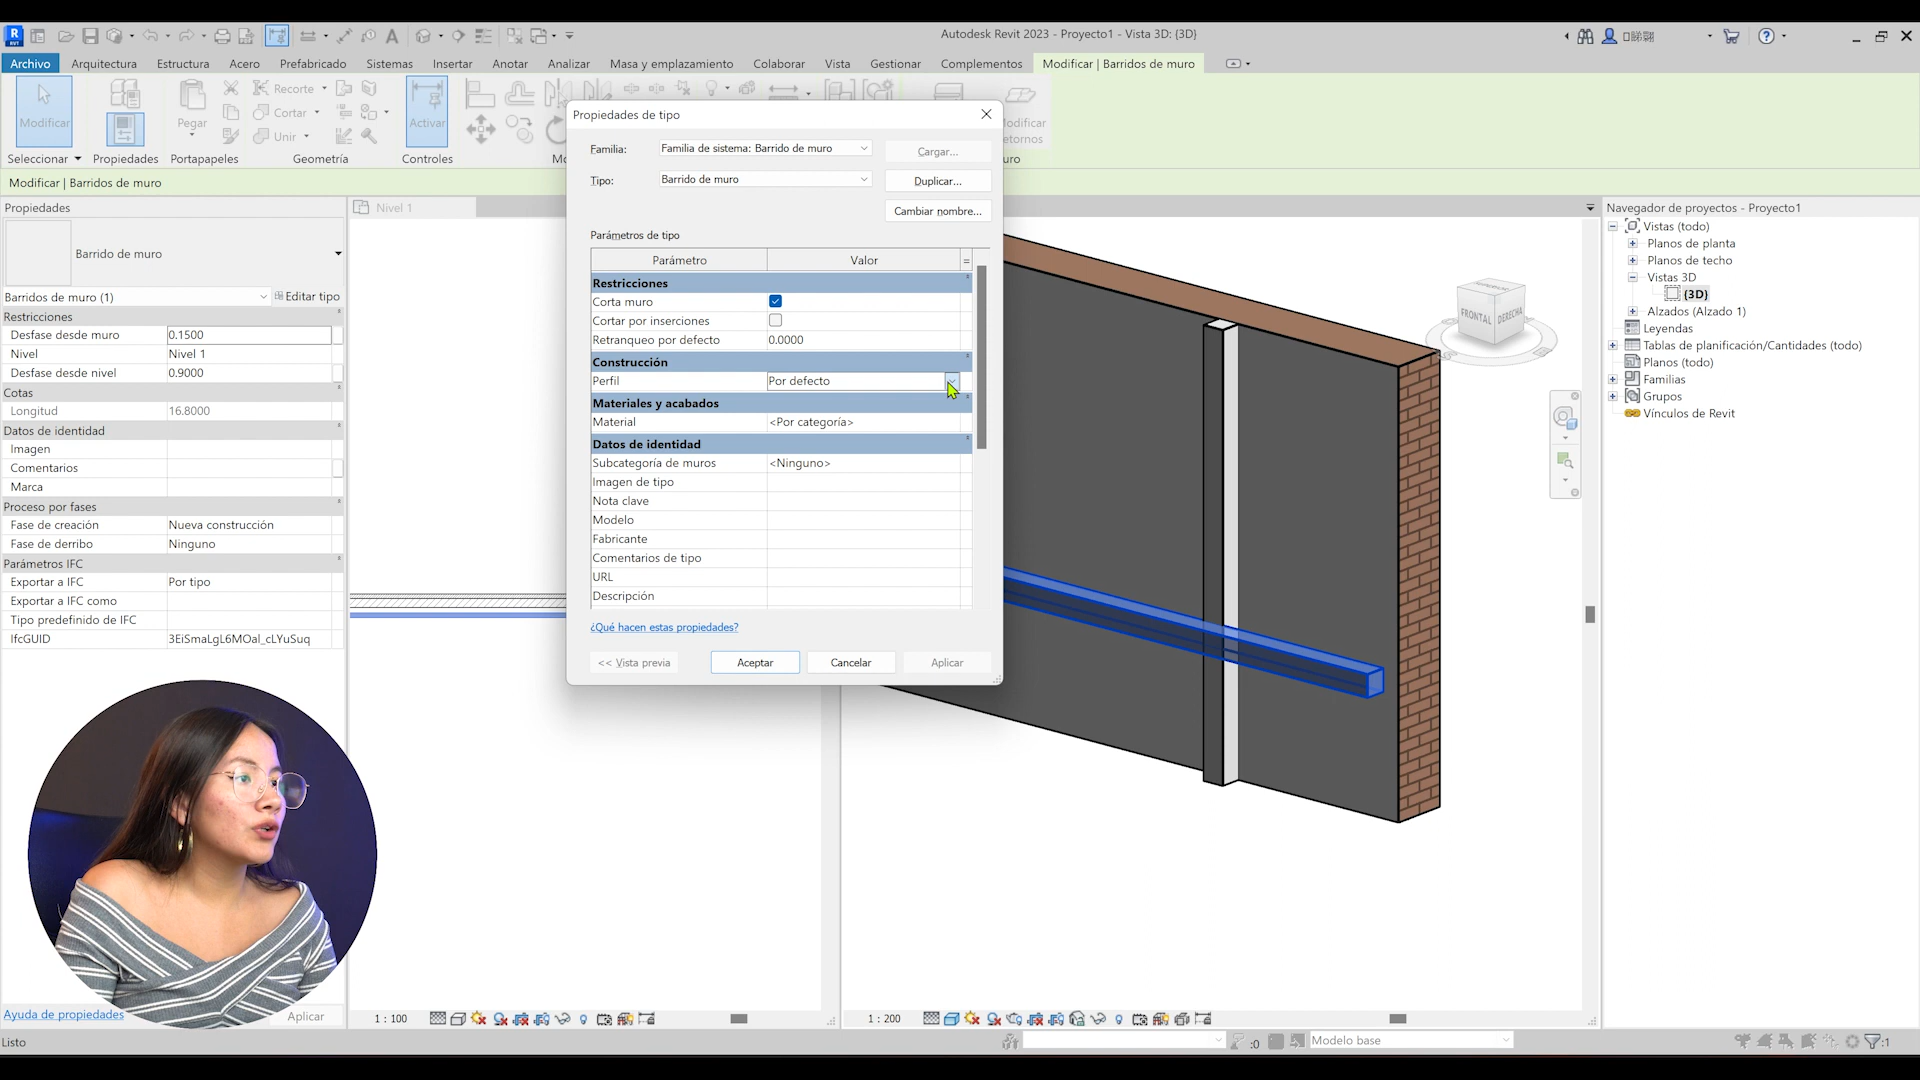 Autodesk Revit 2023 - Proyecto1 - Vista 3D: {3D}
Archivo Arquitectura Estructura Acero Prefabricado Sistemas Insertar Anotar Analizar Masa y emplazamiento Colaborar Vista Gestionar Complementos Modificar | Barridos de muro
Modificar
Pegar
Recorte
Cortar
Unir
Activar
Seleccionar Propiedades Portapapeles Geometría Controles
Modificar | Barridos de muro
Propiedades
Barrido de muro
Barridos de muro (1) Editar tipo
Restricciones
Desfase desde muro 0.1500
Nivel Nivel 1
Desfase desde nivel 0.9000
Cotas
Longitud 16.8000
Datos de identidad
Imagen
Comentarios
Marca
Proceso por fases
Fase de creación Nueva construcción
Fase de derribo Ninguno
Parámetros IFC
Exportar a IFC Por tipo
Exportar a IFC como
Tipo predefinido de IFC
IfcGUID 3EiSmaLgL6MOal_cLYuSuq
Ayuda de propiedades Aplicar
Nivel 1
Propiedades de tipo
Familia: Familia de sistema: Barrido de muro Cargar...
Tipo: Barrido de muro Duplicar...
Cambiar nombre...
Parámetros de tipo
Parámetro Valor =
Restricciones
Corta muro
Cortar por inserciones
Retranqueo por defecto 0.0000
Construcción
Perfil Por defecto
Materiales y acabados
Material <Por categoría>
Datos de identidad
Subcategoría de muros <Ninguno>
Imagen de tipo
Nota clave
Modelo
Fabricante
Comentarios de tipo
URL
Descripción
¿Qué hacen estas propiedades?
<< Vista previa Aceptar Cancelar Aplicar
FRONTAL DERECHA
Navegador de proyectos - Proyecto1
Vistas (todo)
Planos de planta
Planos de techo
Vistas 3D
{3D}
Alzados (Alzado 1)
Leyendas
Tablas de planificación/Cantidades (todo)
Planos (todo)
Familias
Grupos
Vínculos de Revit
1 : 100
1 : 200
Listo
:0
Modelo base
:1